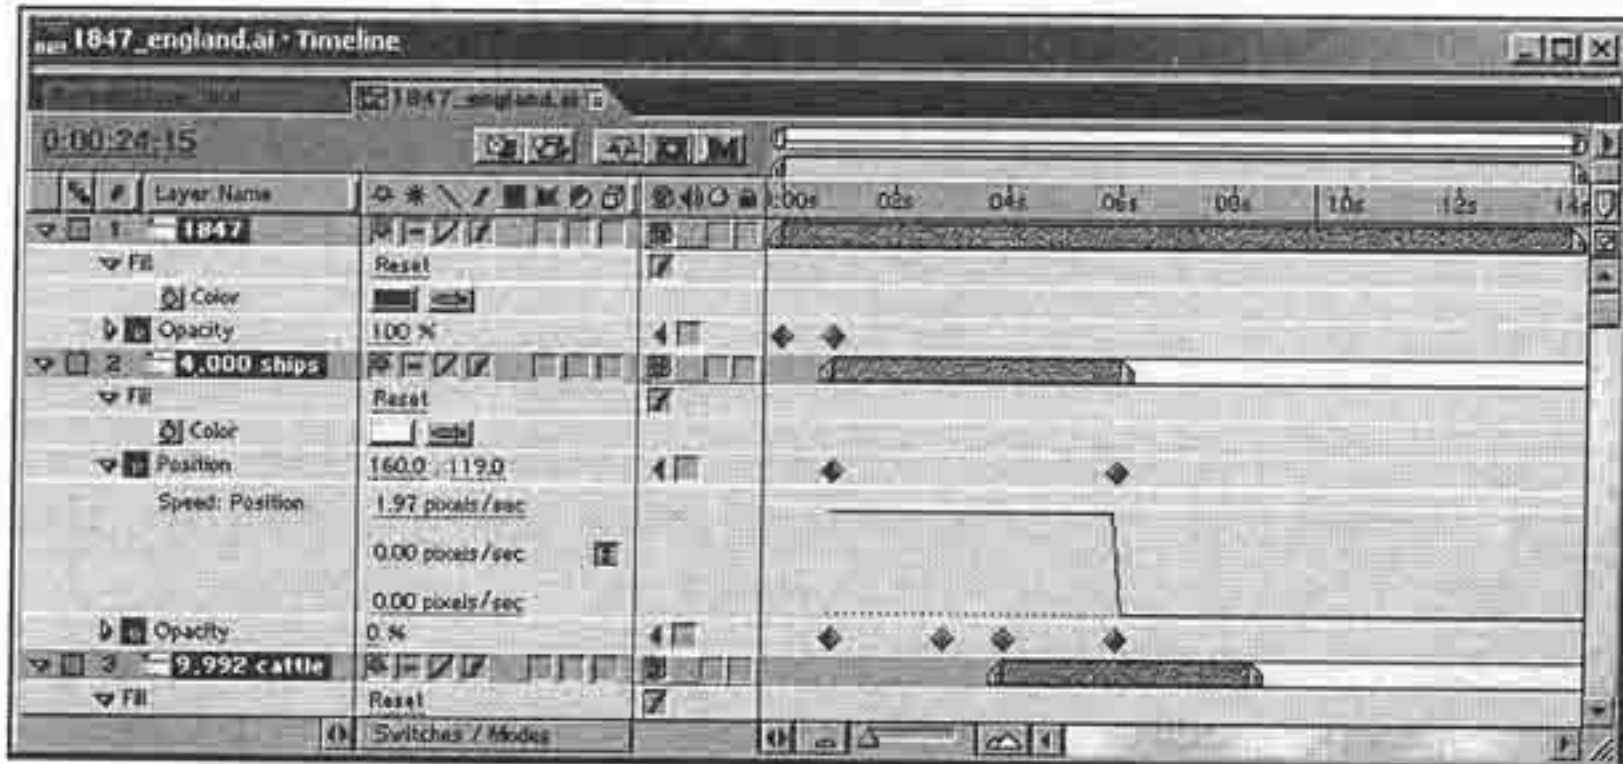 1847_england.ai • Timeline
1847_england.ai
0:00:24:15
# Layer Name
:00s 02s 04s 06s 08s 10s 12s 14s
1 1847
Fill Reset
Color
Opacity 100 %
2 4,000 ships
Fill Reset
Color
Position 160.0 , 119.0
Speed: Position 1.97 pixels/sec
0.00 pixels/sec
0.00 pixels/sec
Opacity 0 %
3 9,992 cattle
Fill Reset
Switches / Modes